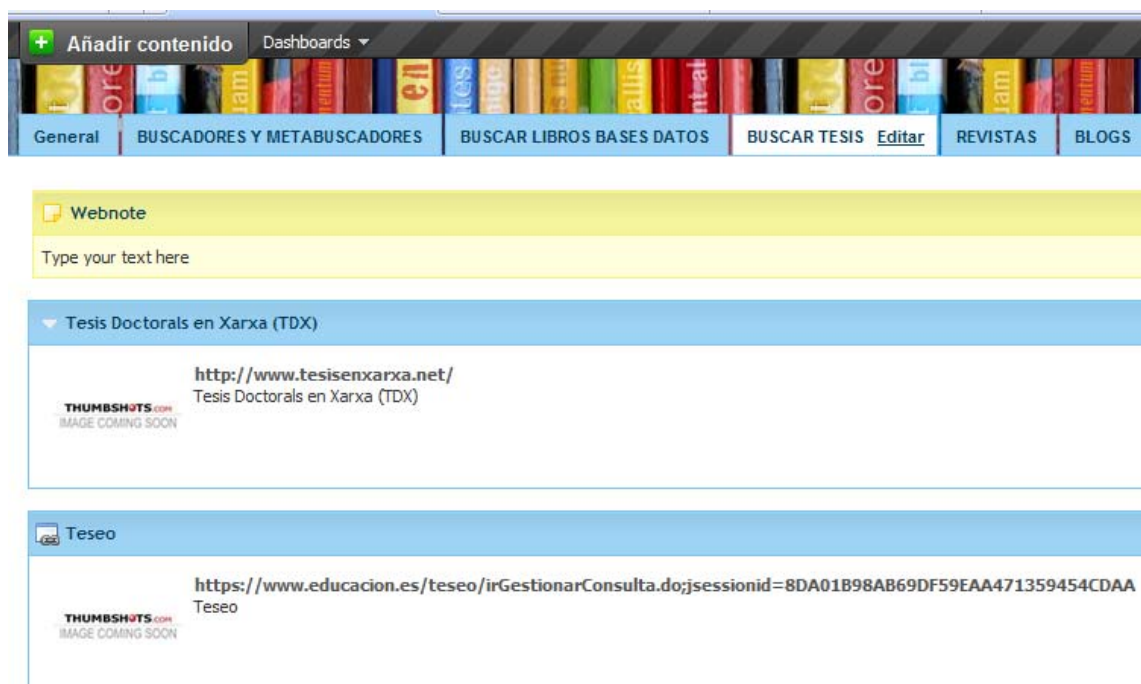 Añadir contenido Dashboards
General BUSCADORES Y METABUSCADORES BUSCAR LIBROS BASES DATOS BUSCAR TESIS Editar REVISTAS BLOGS
Webnote
Type your text here
Tesis Doctorals en Xarxa (TDX)
http://www.tesisenxarxa.net/
Tesis Doctorals en Xarxa (TDX)
THUMBSHOTS.COM
IMAGE COMING SOON
Teseo
https://www.educacion.es/teseo/irGestionarConsulta.do;jsessionid=8DA01B98AB69DF59EAA471359454CDAA
Teseo
THUMBSHOTS.COM
IMAGE COMING SOON